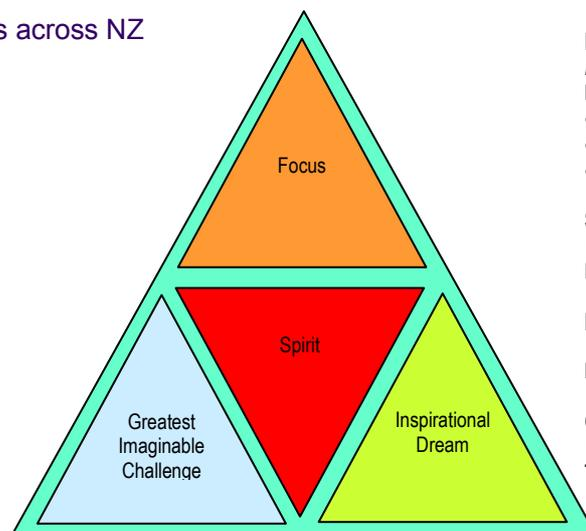 s across NZ
Focus
Spirit
Greatest
Imaginable
Challenge
Inspirational
Dream